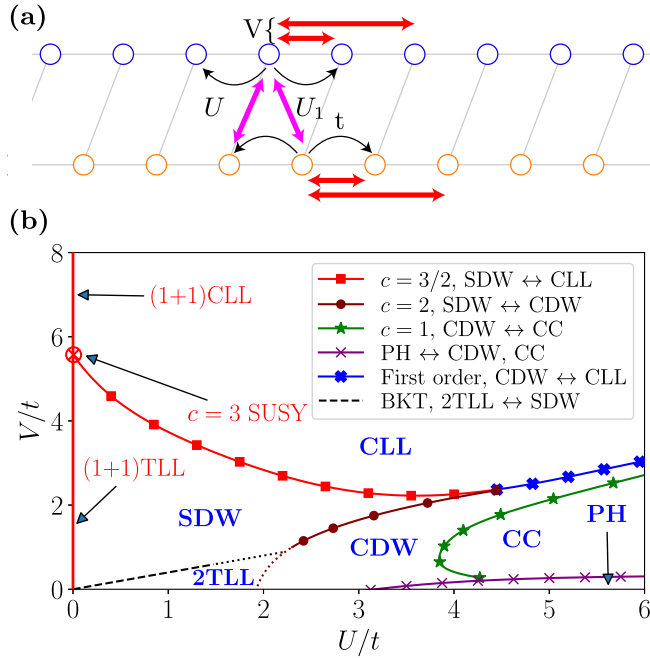 (a)
V{
U
U₁
t
(b)
8
6
4
2
0
V/t
(1+1)CLL
c = 3 SUSY
(1+1)TLL
SDW
2TLL
CLL
CDW
CC
PH
c = 3/2, SDW ↔ CLL
c = 2, SDW ↔ CDW
c = 1, CDW ↔ CC
PH ↔ CDW, CC
First order, CDW ↔ CLL
BKT, 2TLL ↔ SDW
0 1 2 3 4 5 6
U/t